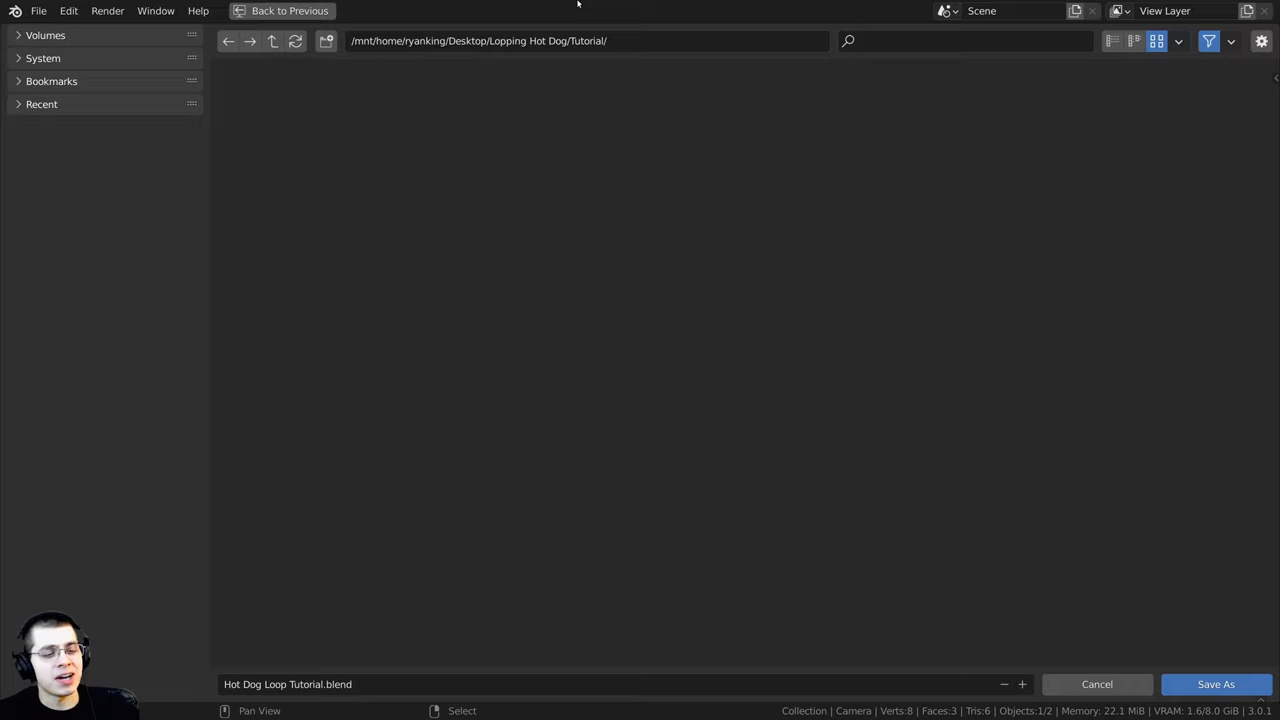 File Edit Render Window Help Back to Previous Scene View Layer
Volumes
System
Bookmarks
Recent
/mnt/home/ryanking/Desktop/Lopping Hot Dog/Tutorial/
Hot Dog Loop Tutorial.blend
Cancel Save As
Pan View Select Collection | Camera | Verts:8 | Faces:3 | Tris:6 | Objects:1/2 | Memory: 22.1 MiB | VRAM: 1.6/8.0 GiB | 3.0.1